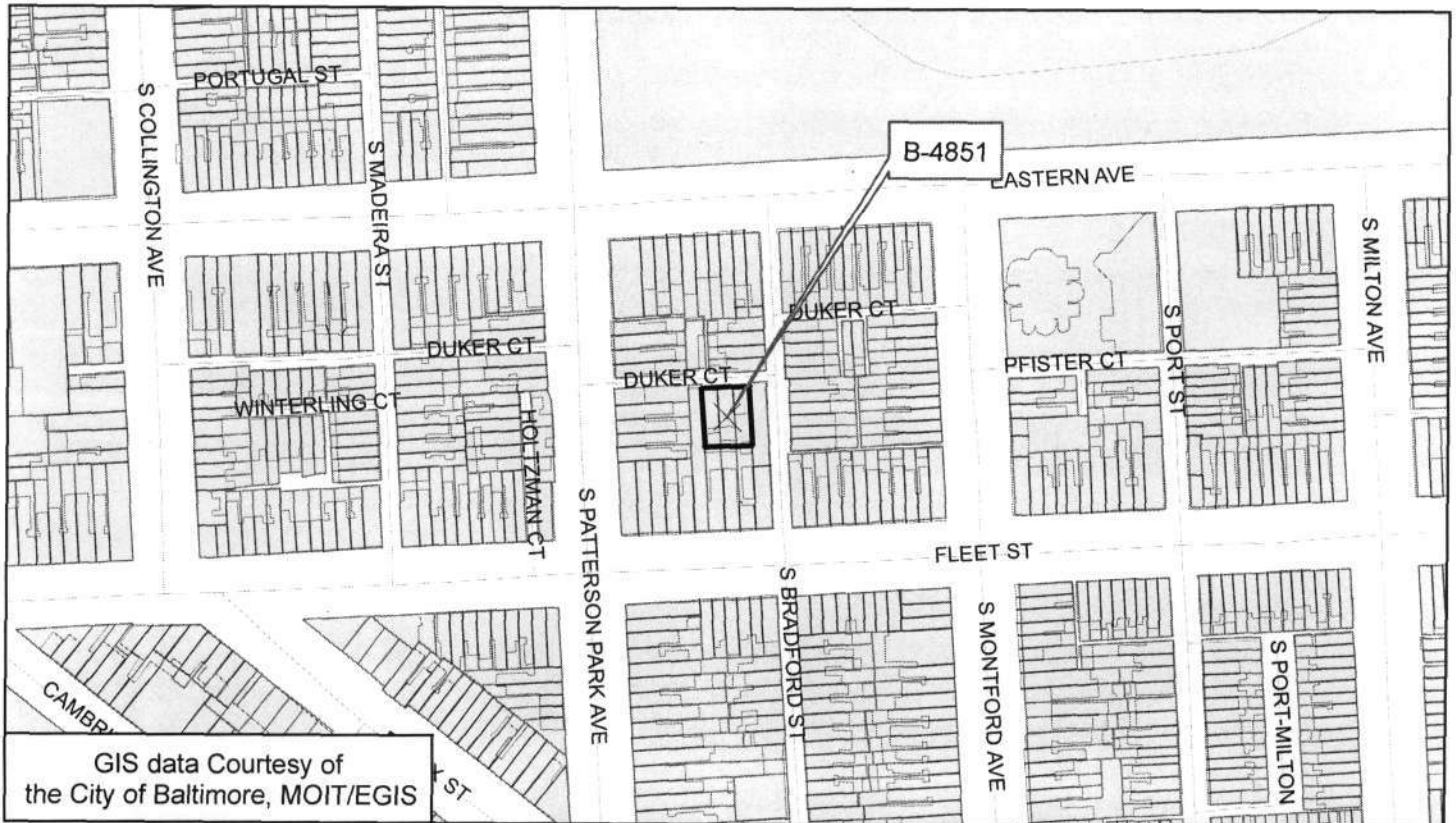 PORTUGAL ST
S COLLINGTON AVE
S MADEIRA ST
B-4851
EASTERN AVE
S MILTON AVE
DUKER CT
DUKER CT
DUKER CT
S PORT ST
PFISTER CT
WINTERLING CT
HOLTZMAN CT
S PATTERSON PARK AVE
FLEET ST
S BRADFORD ST
S MONTFORD AVE
S PORT-MILTON
CAMBR
ST
GIS data Courtesy of
the City of Baltimore, MOIT/EGIS